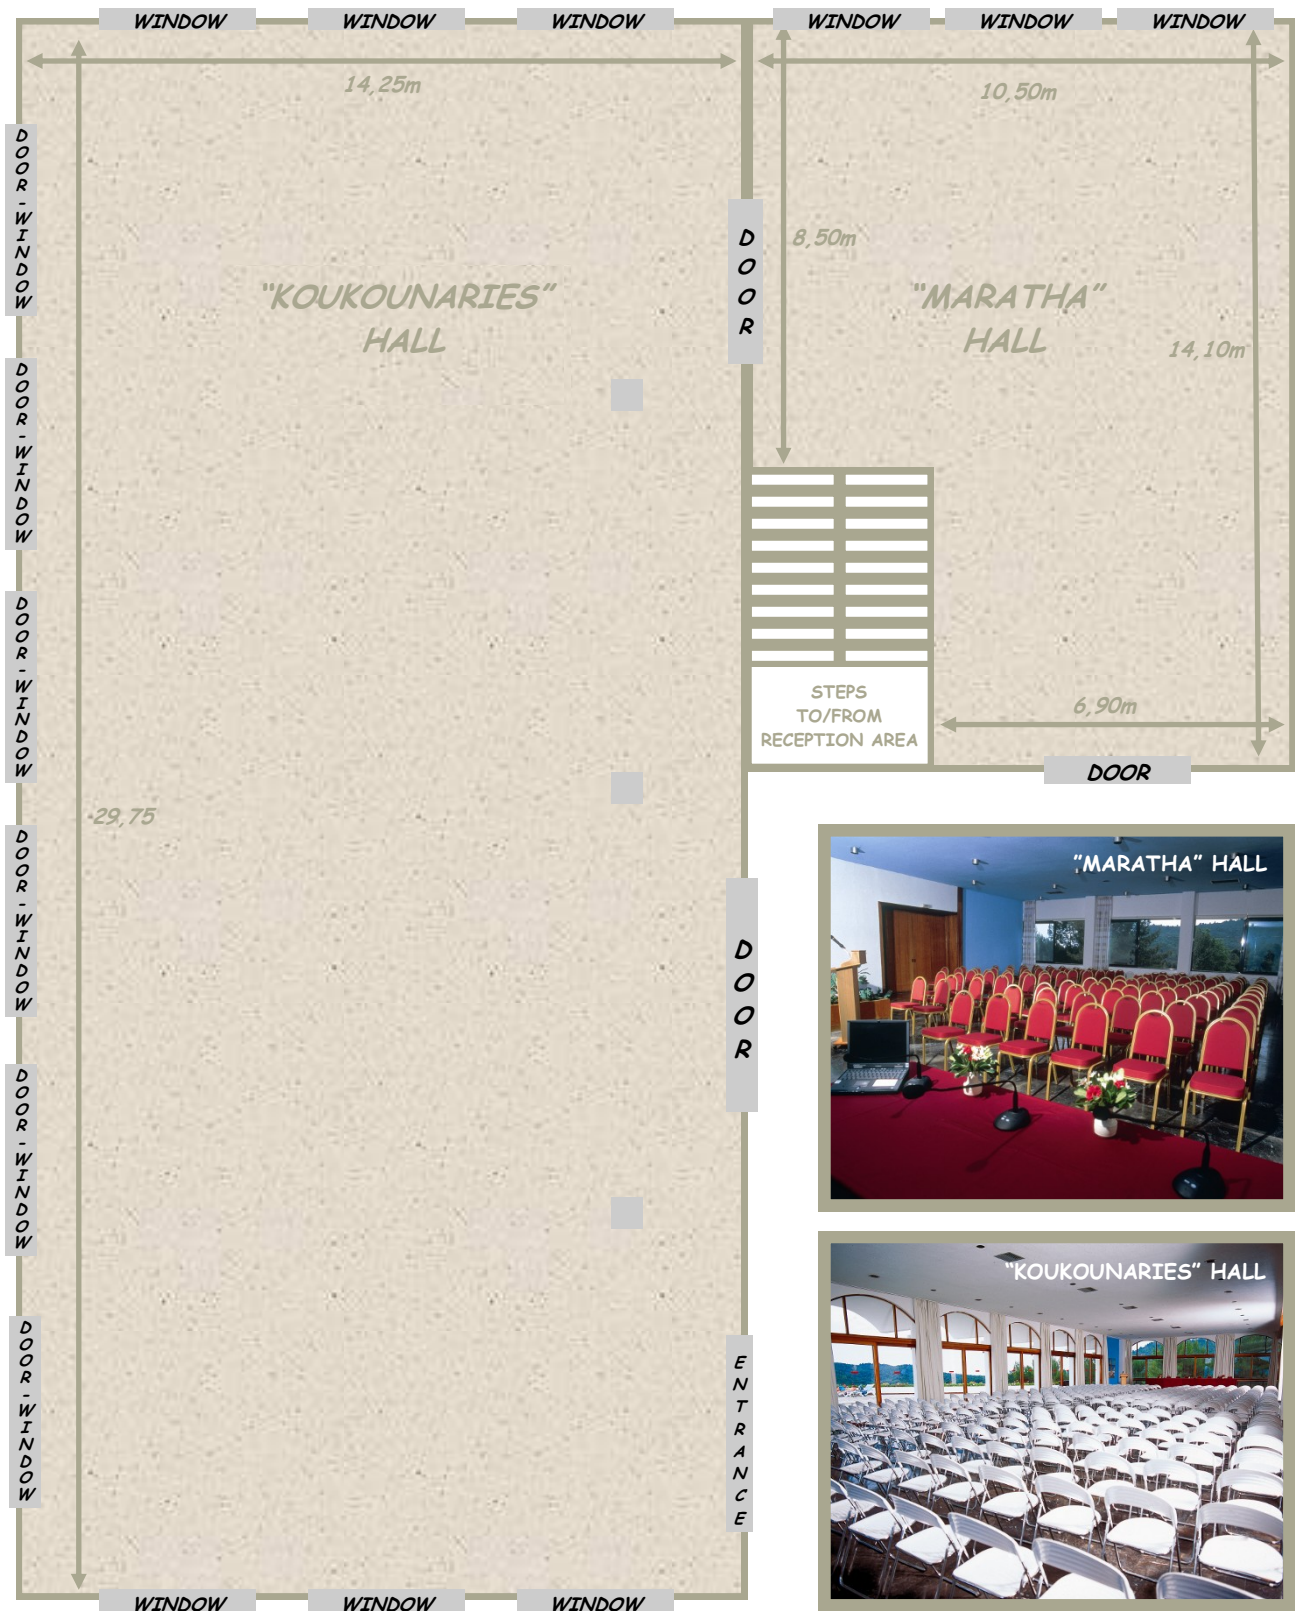 WINDOW
WINDOW
WINDOW
WINDOW
WINDOW
WINDOW
14,25m
10,50m
DOOR-WINDOW
DOOR
8,50m
"KOUKOUNARIES"
HALL
"MARATHA"
HALL
14,10m
DOOR-WINDOW
DOOR-WINDOW
STEPS
TO/FROM
RECEPTION AREA
6,90m
DOOR
29,75
DOOR-WINDOW
"MARATHA" HALL
DOOR
DOOR-WINDOW
"KOUKOUNARIES" HALL
DOOR-WINDOW
ENTRANCE
WINDOW
WINDOW
WINDOW